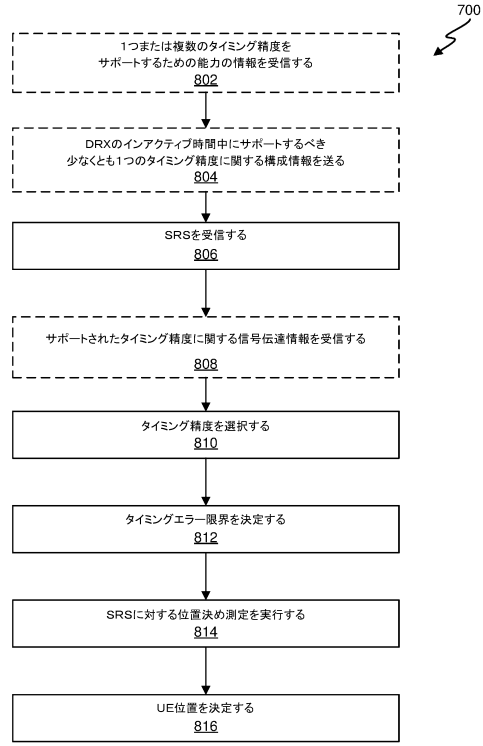 700
1つまたは複数のタイミング精度を
サポートするための能力の情報を受信する
802
DRXのインアクティブ時間中にサポートするべき
少なくとも1つのタイミング精度に関する構成情報を送る
804
SRSを受信する
806
サポートされたタイミング精度に関する信号伝達情報を受信する
808
タイミング精度を選択する
810
タイミングエラー限界を決定する
812
SRSに対する位置決め測定を実行する
814
UE位置を決定する
816